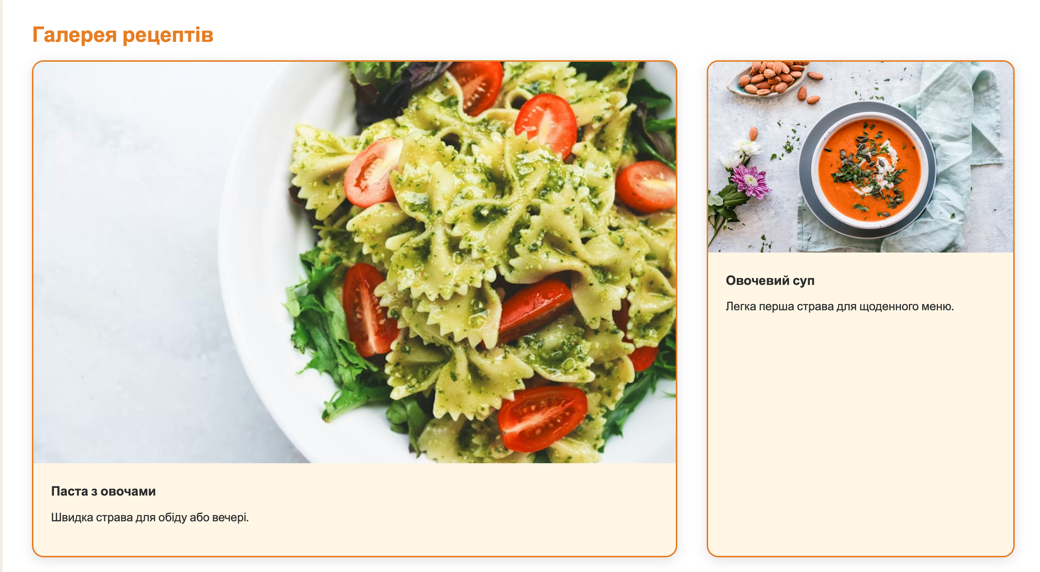 Галерея рецептів
Паста з овочами
Швидка страва для обіду або вечері.
Овочевий суп
Легка перша страва для щоденного меню.